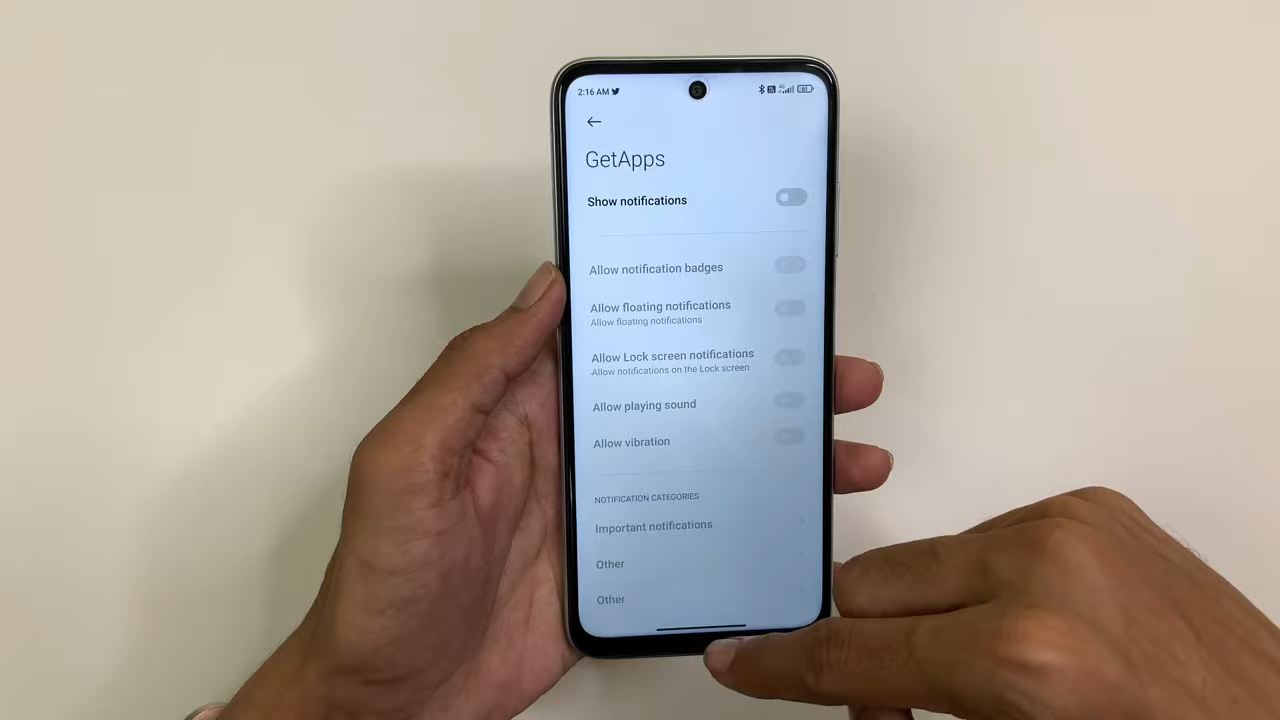 2:16 AM
GetApps
Show notifications
Allow notification badges
Allow floating notifications
Allow floating notifications
Allow Lock screen notifications
Allow notifications on the Lock screen
Allow playing sound
Allow vibration
NOTIFICATION CATEGORIES
Important notifications
Other
Other